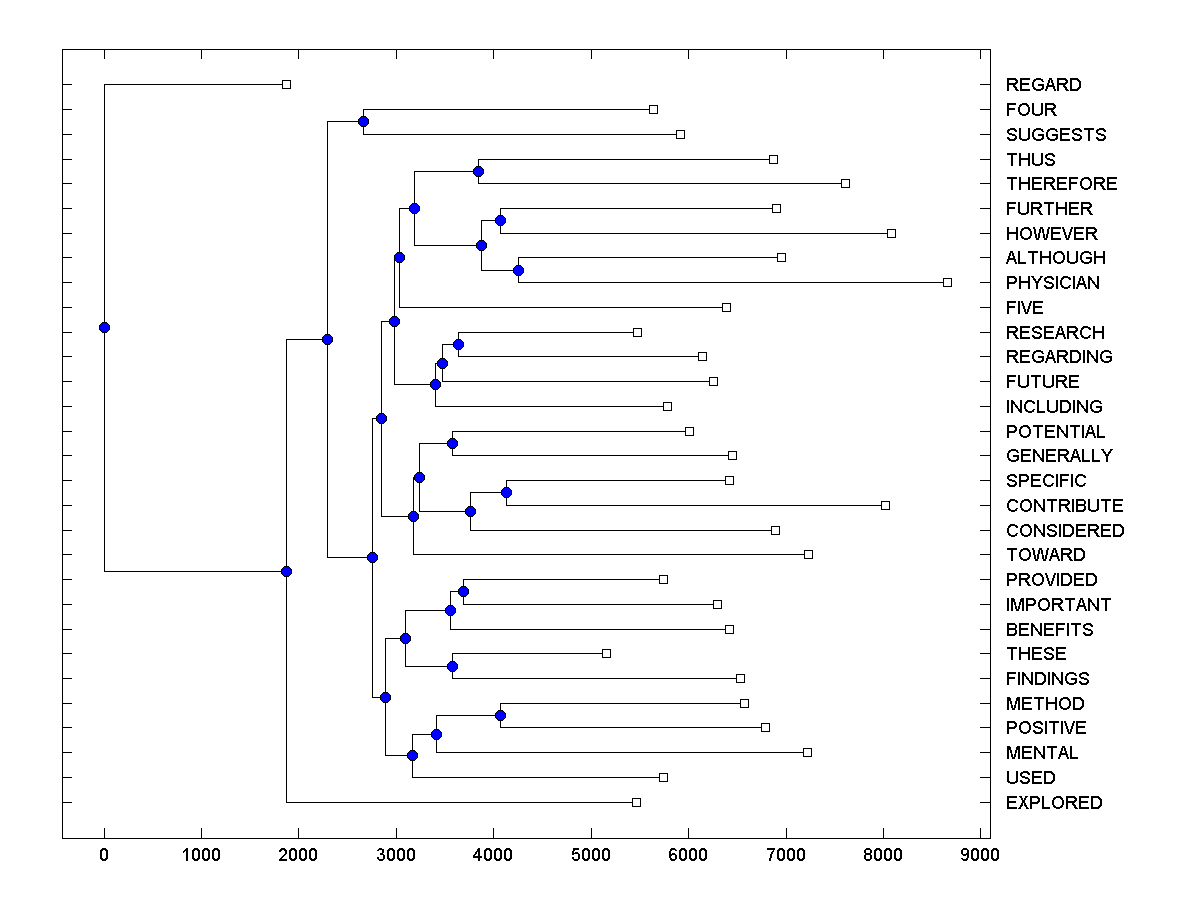 REGARD
FOUR
SUGGESTS
THUS
THEREFORE
FURTHER
HOWEVER
ALTHOUGH
PHYSICIAN
FIVE
RESEARCH
REGARDING
FUTURE
INCLUDING
POTENTIAL
GENERALLY
SPECIFIC
CONTRIBUTE
CONSIDERED
TOWARD
PROVIDED
IMPORTANT
BENEFITS
THESE
FINDINGS
METHOD
POSITIVE
MENTAL
USED
EXPLORED
0 1000 2000 3000 4000 5000 6000 7000 8000 9000